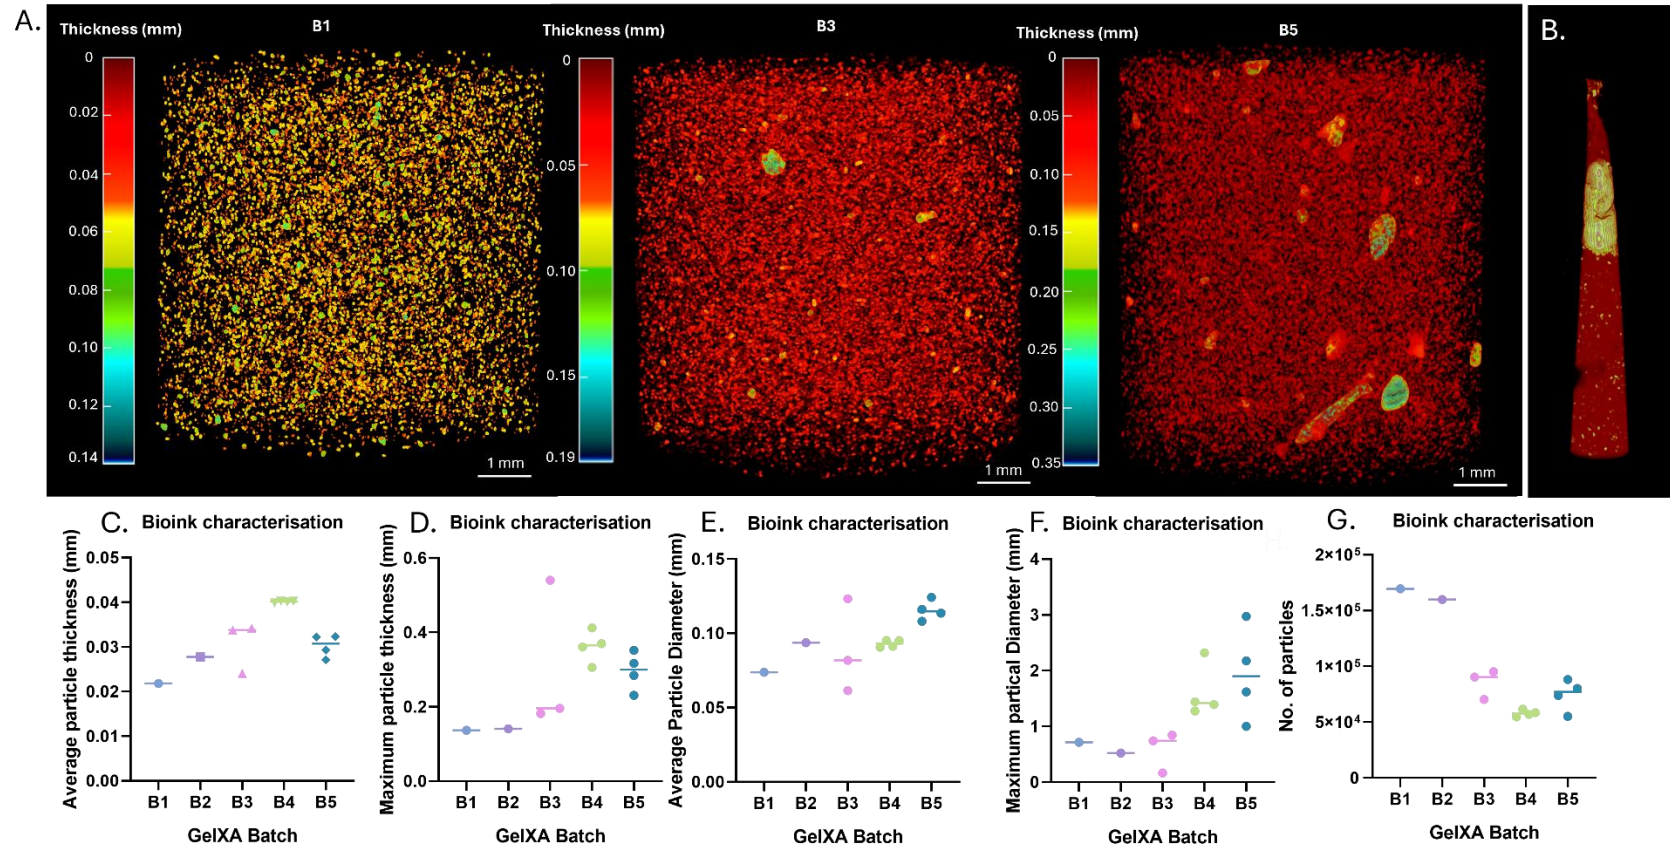 A.
Thickness (mm)
B1
Thickness (mm)
B3
Thickness (mm)
B5
B.
0
0.02
0.04
0.06
0.08
0.10
0.12
0.14
1 mm
0
0.05
0.10
0.15
0.19
1 mm
0
0.05
0.10
0.15
0.20
0.25
0.30
0.35
1 mm
C.
Bioink characterisation
Average particle thickness (mm)
0.05
0.04
0.03
0.02
0.01
0.00
B1 B2 B3 B4 B5
GelXA Batch
D.
Bioink characterisation
Maximum particle thickness (mm)
0.6
0.4
0.2
0.0
B1 B2 B3 B4 B5
GelXA Batch
E.
Bioink characterisation
Average Particle Diameter (mm)
0.15
0.10
0.05
0.00
B1 B2 B3 B4 B5
GelXA Batch
F.
Bioink characterisation
Maximum partical Diameter (mm)
4
3
2
1
0
B1 B2 B3 B4 B5
GelXA Batch
G.
Bioink characterisation
No. of particles
2×10⁵
1.5×10⁵
1×10⁵
5×10⁴
0
B1 B2 B3 B4 B5
GelXA Batch